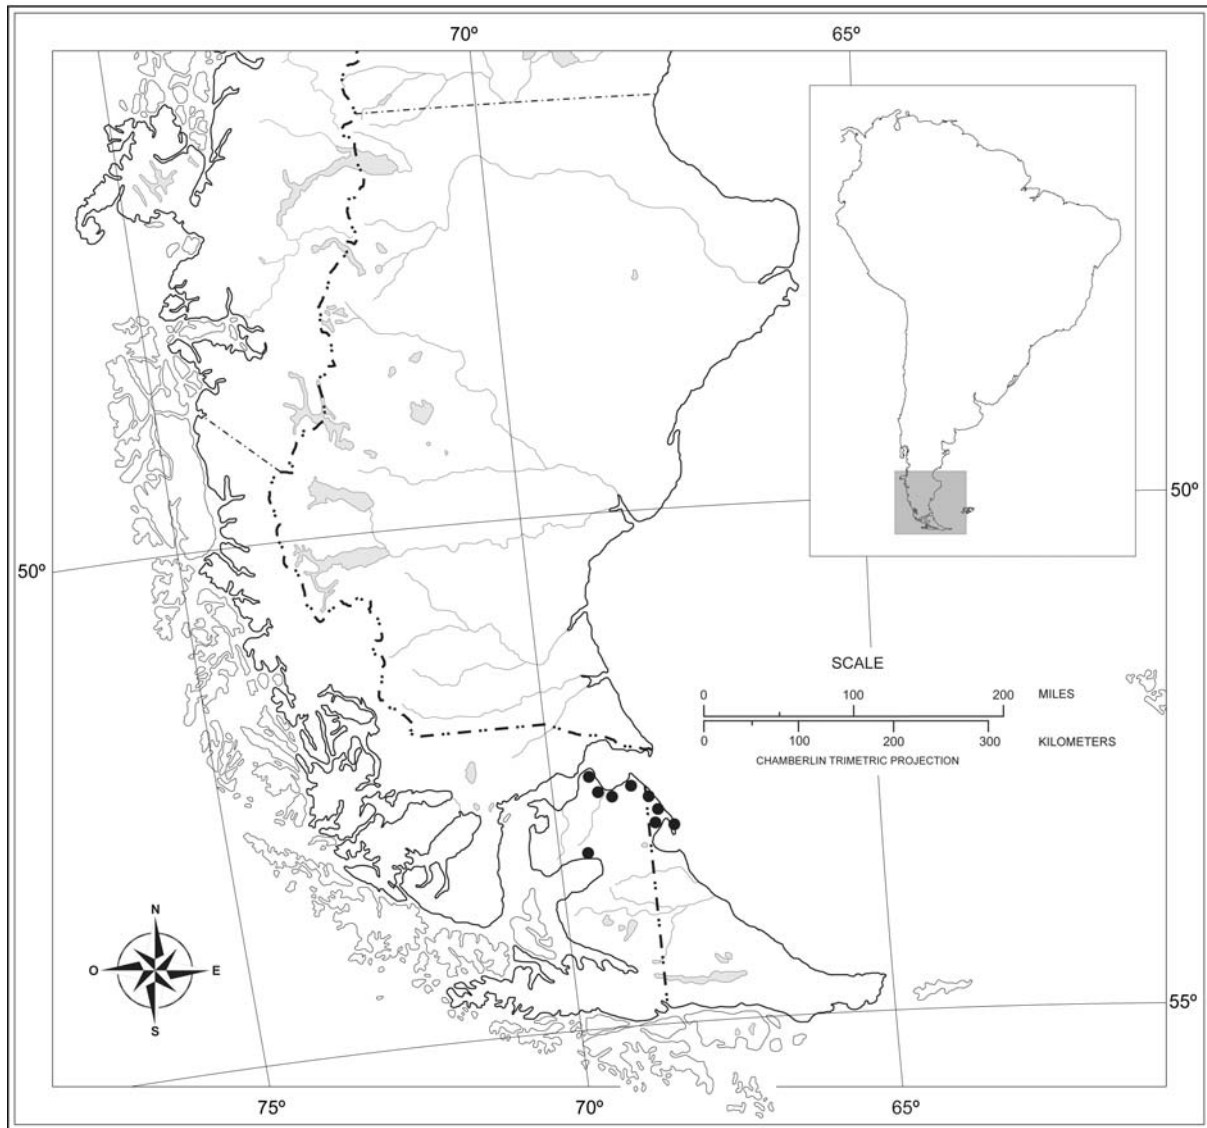 70º 65º
50º
50º
SCALE
0 100 200 MILES
0 100 200 300 KILOMETERS
CHAMBERLIN TRIMETRIC PROJECTION
N
O E
S
55º
75º 70º 65º